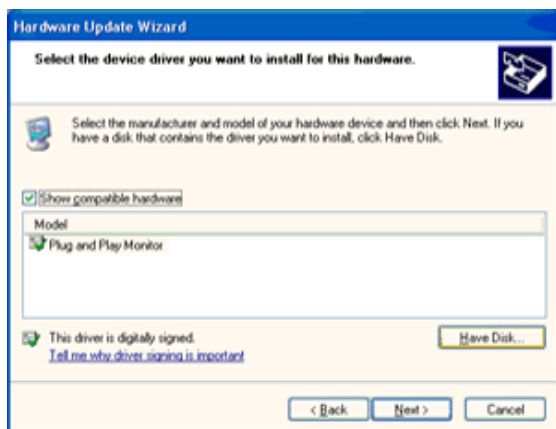 Hardware Update Wizard
Select the device driver you want to install for this hardware.
Select the manufacturer and model of your hardware device and then click Next. If you
have a disk that contains the driver you want to install, click Have Disk.
Show compatible hardware
Model
Plug and Play Monitor
This driver is digitally signed.
Have Disk...
Tell me why driver signing is important
< Back
Next >
Cancel